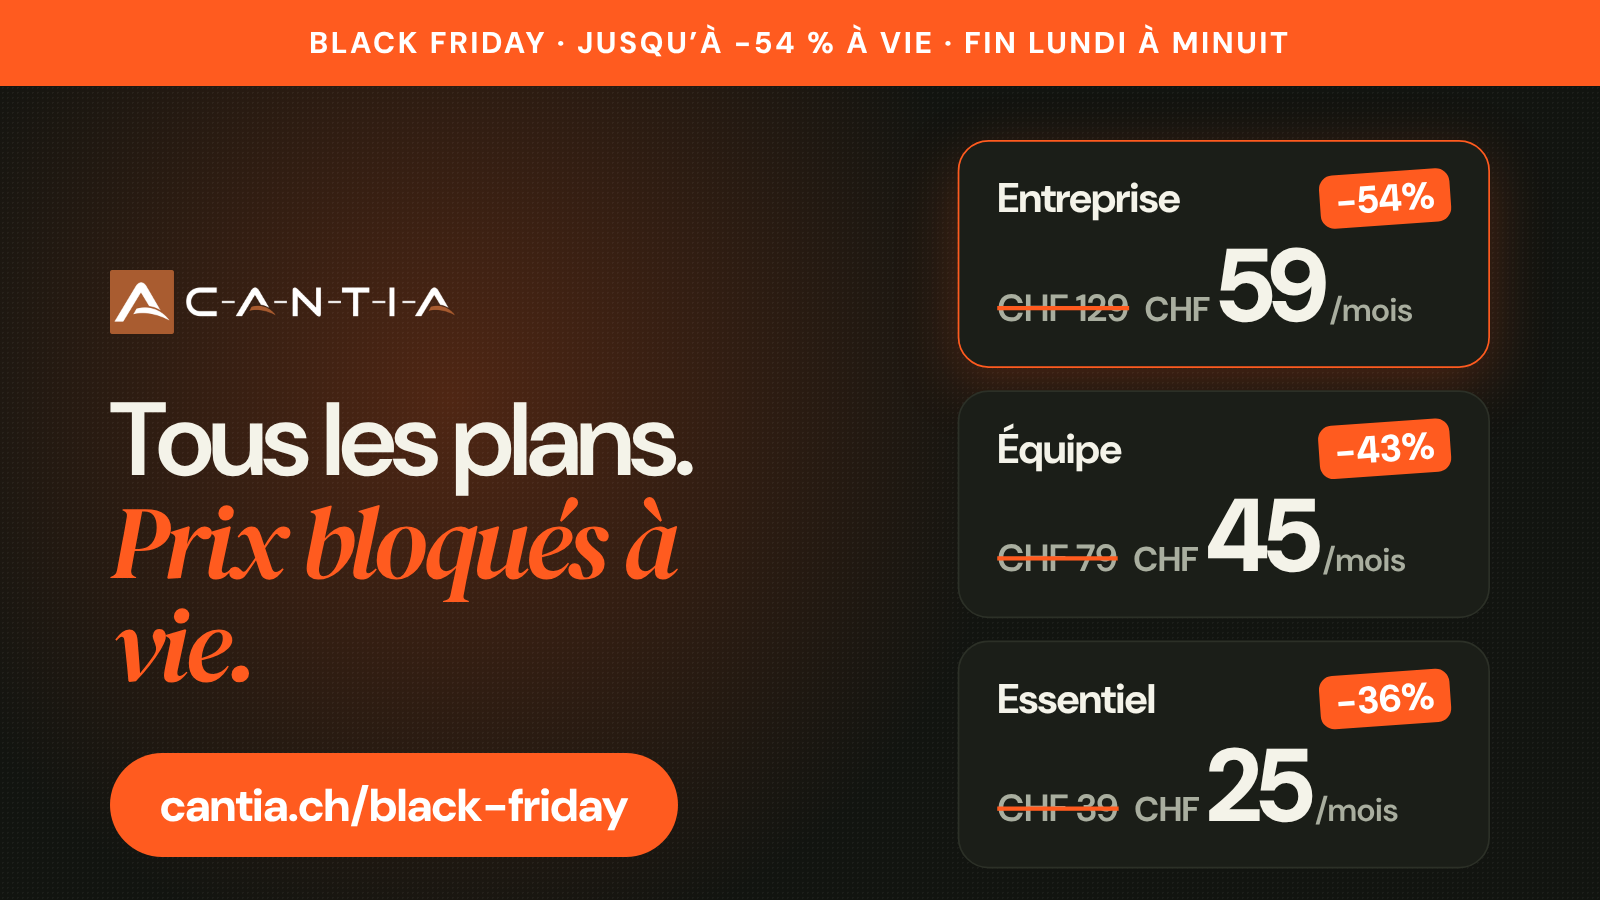 BLACK FRIDAY · JUSQU’À −54 % À VIE · FIN LUNDI À MINUIT
C-A-N-T-I-A
Tous les plans.
Prix bloqués à
vie.
cantia.ch/black-friday
Entreprise
−54%
CHF 129 CHF 59/mois
Équipe
−43%
CHF 79 CHF 45/mois
Essentiel
−36%
CHF 39 CHF 25/mois